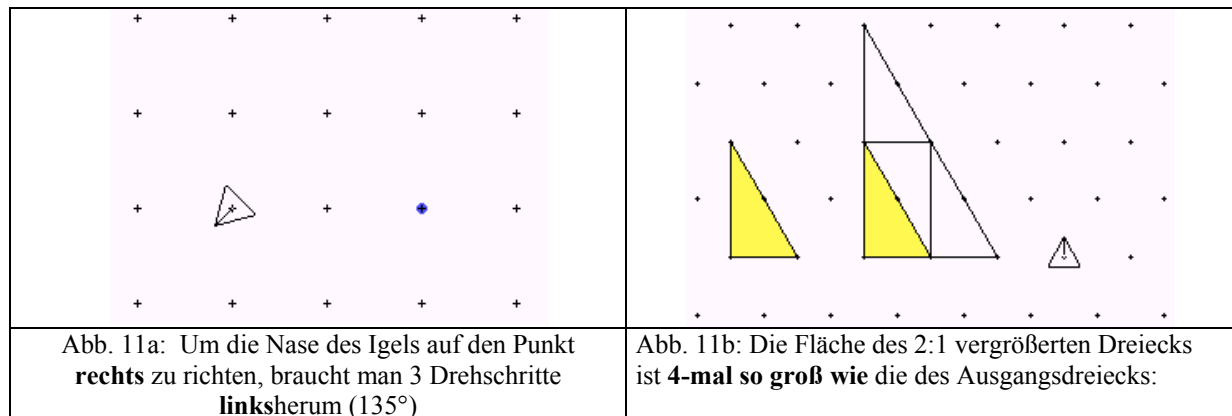 Abb. 11a:  Um die Nase des Igels auf den Punkt
rechts zu richten, braucht man 3 Drehschritte
linksherum (135°)
Abb. 11b: Die Fläche des 2:1 vergrößerten Dreiecks
ist 4-mal so groß wie die des Ausgangsdreiecks: